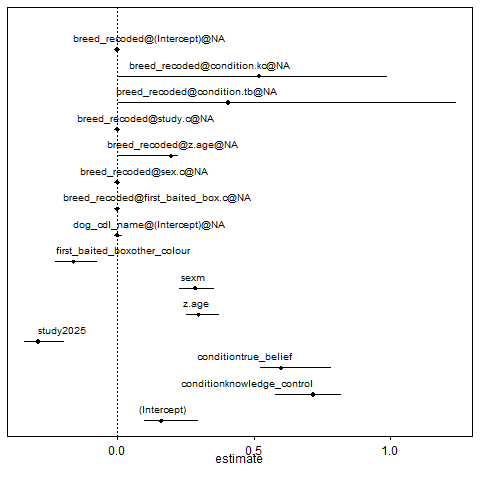 breed_recoded@(Intercept)@NA
breed_recoded@condition.kc@NA
breed_recoded@condition.tb@NA
breed_recoded@study.c@NA
breed_recoded@z.age@NA
breed_recoded@sex.c@NA
breed_recoded@first_baited_box.c@NA
dog_cdl_name@(Intercept)@NA
first_baited_boxother_colour
sexm
z.age
study2025
conditiontrue_belief
conditionknowledge_control
(Intercept)
0.0 0.5 1.0
estimate